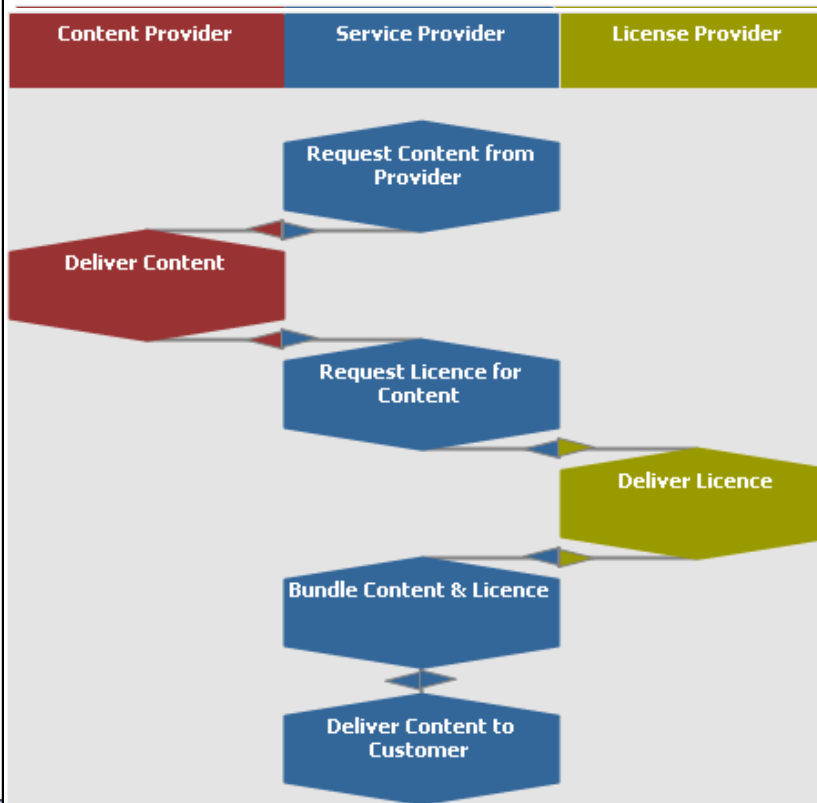 Content Provider
Service Provider
License Provider
Request Content from
Provider
Deliver Content
Request Licence for
Content
Deliver Licence
Bundle Content & Licence
Deliver Content to
Customer